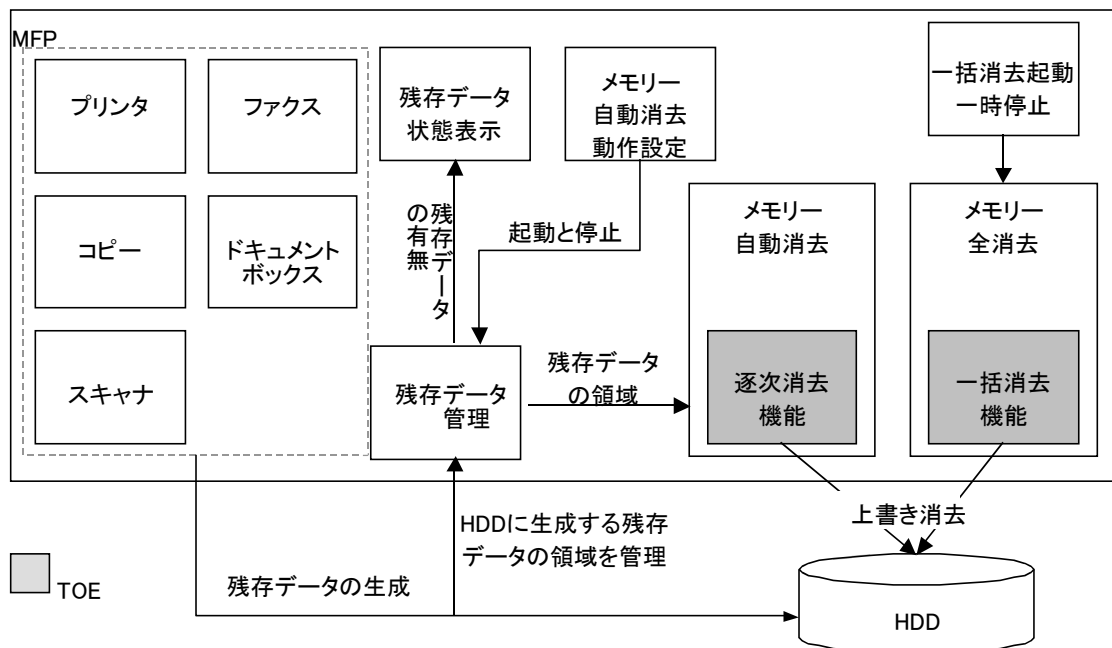 MFP
プリンタ
ファクス
コピー
ドキュメント
ボックス
スキャナ
残存データ
状態表示
メモリー
自動消去
動作設定
一括消去起動
一時停止
残存データ
の有無
起動と停止
メモリー
自動消去
メモリー
全消去
残存データ
管理
残存データ
の領域
逐次消去
機能
一括消去
機能
上書き消去
HDDに生成する残存
データの領域を管理
残存データの生成
TOE
HDD